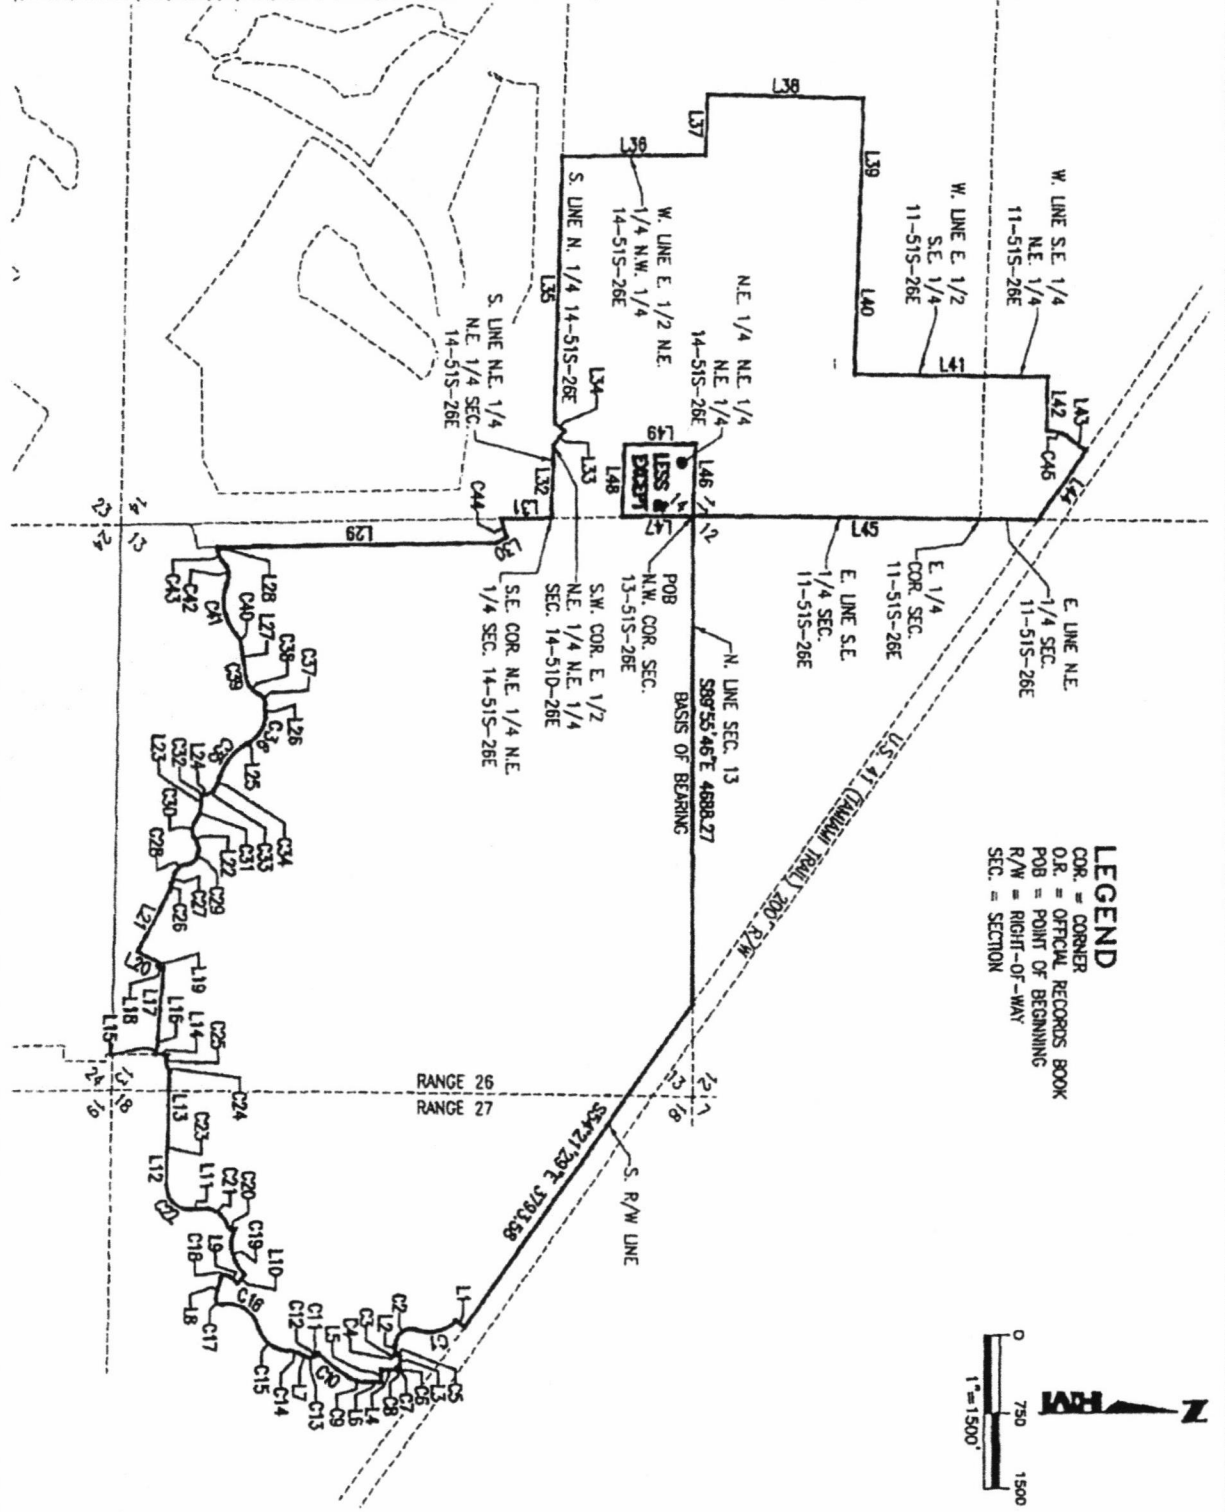 LEGEND
COR. = CORNER
O.R. = OFFICIAL RECORDS BOOK
POB = POINT OF BEGINNING
R/W = RIGHT-OF-WAY
SEC. = SECTION
Z
0
750
1500
1"=1500'
W. LINE S.E. 1/4
N.E. 1/4
11-51S-26E
W. LINE E. 1/2
S.E. 1/4
11-51S-26E
E. LINE N.E.
1/4 SEC.
11-51S-26E
E. 1/4
COR. SEC.
11-51S-26E
E. LINE S.E.
1/4 SEC.
11-51S-26E
U.S. 41 (TAMIAMI TRAIL) 200' R/W
N. LINE SEC. 13
S89°55'46"E 4688.27
BASIS OF BEARING
POB
N.W. COR. SEC.
13-51S-26E
N.E. 1/4 N.E. 1/4
N.E. 1/4
14-51S-26E
LESS &
EXCEPT
W. LINE E. 1/2 N.E.
1/4 N.W. 1/4
14-51S-26E
S. LINE N. 1/4 14-51S-26E
S. LINE N.E. 1/4
N.E. 1/4 SEC.
14-51S-26E
S.W. COR. E. 1/2
N.E. 1/4 N.E. 1/4
SEC. 14-51D-26E
S.E. COR. N.E. 1/4 N.E.
1/4 SEC. 14-51S-26E
S. R/W LINE
S54°21'29"E 3793.58
RANGE 26
RANGE 27
12
7
13
18
14
13
23
24
13
18
24
19
12
14
L38
L37
L36
L39
L40
L41
L42
L43
L44
C46
L45
L46
L47
L48
L49
L35
L34
L33
L32
L31
C44
L29
L28
C43
C42
C41
C40
L27
C39
C38
C37
L26
L25
L24
C32
L23
C34
C33
C31
C30
L22
C29
C28
C27
C26
L21
L19
L18
L17
L16
L15
L14
C25
C24
L13
C23
L12
L11
C21
C20
C19
L10
L9
C18
L8
C17
C16
C15
C14
L7
C13
C12
C11
C10
C9
L6
L5
L4
C8
C7
C6
C5
L3
C4
C3
L2
C2
L1